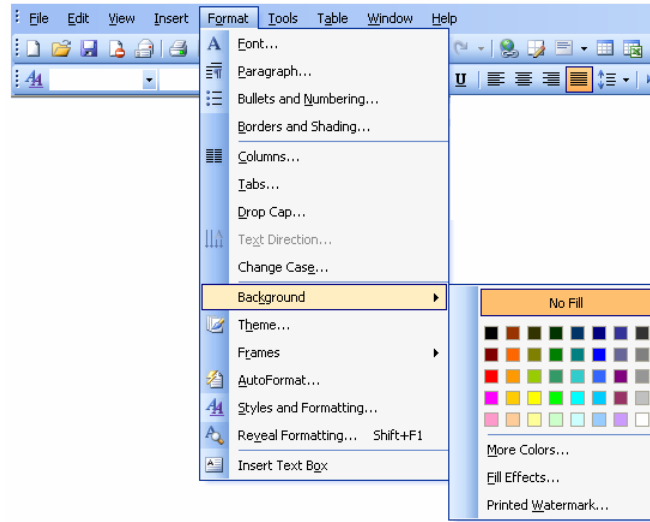 File Edit View Insert Format Tools Table Window Help
A Font...
U
Paragraph...
Bullets and Numbering...
Borders and Shading...
Columns...
Tabs...
Drop Cap...
Text Direction...
Change Case...
Background
No Fill
Theme...
Frames
AutoFormat...
Styles and Formatting...
Reveal Formatting... Shift+F1
Insert Text Box
More Colors...
Fill Effects...
Printed Watermark...